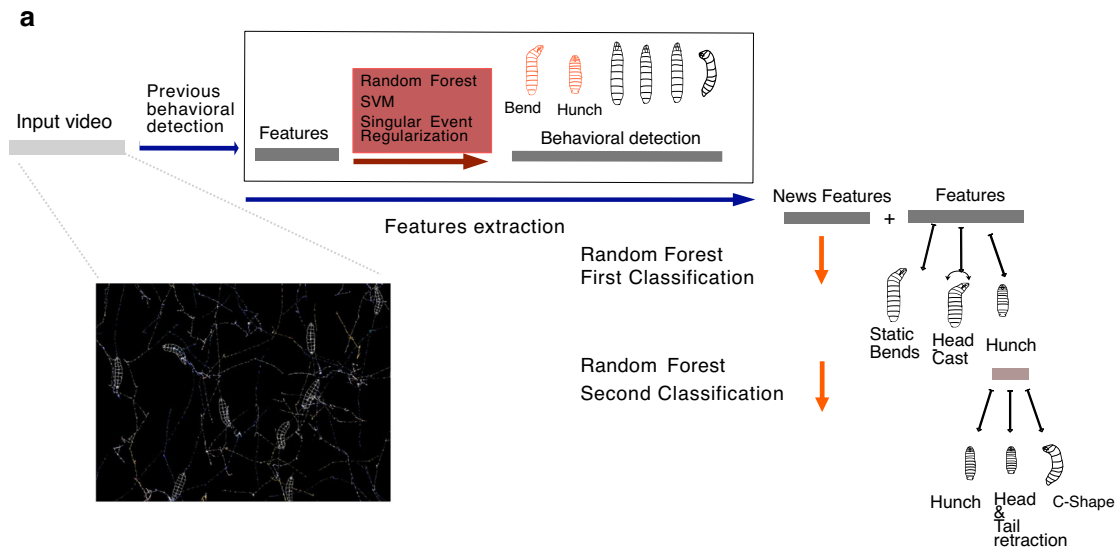 a
Input video
Previous
behavioral
detection
Features
Random Forest
SVM
Singular Event
Regularization
Bend
Hunch
Behavioral detection
Features extraction
News Features
+
Features
Random Forest
First Classification
Static
Bends
Head
Cast
Hunch
Random Forest
Second Classification
Hunch
Head
&
Tail
retraction
C-Shape